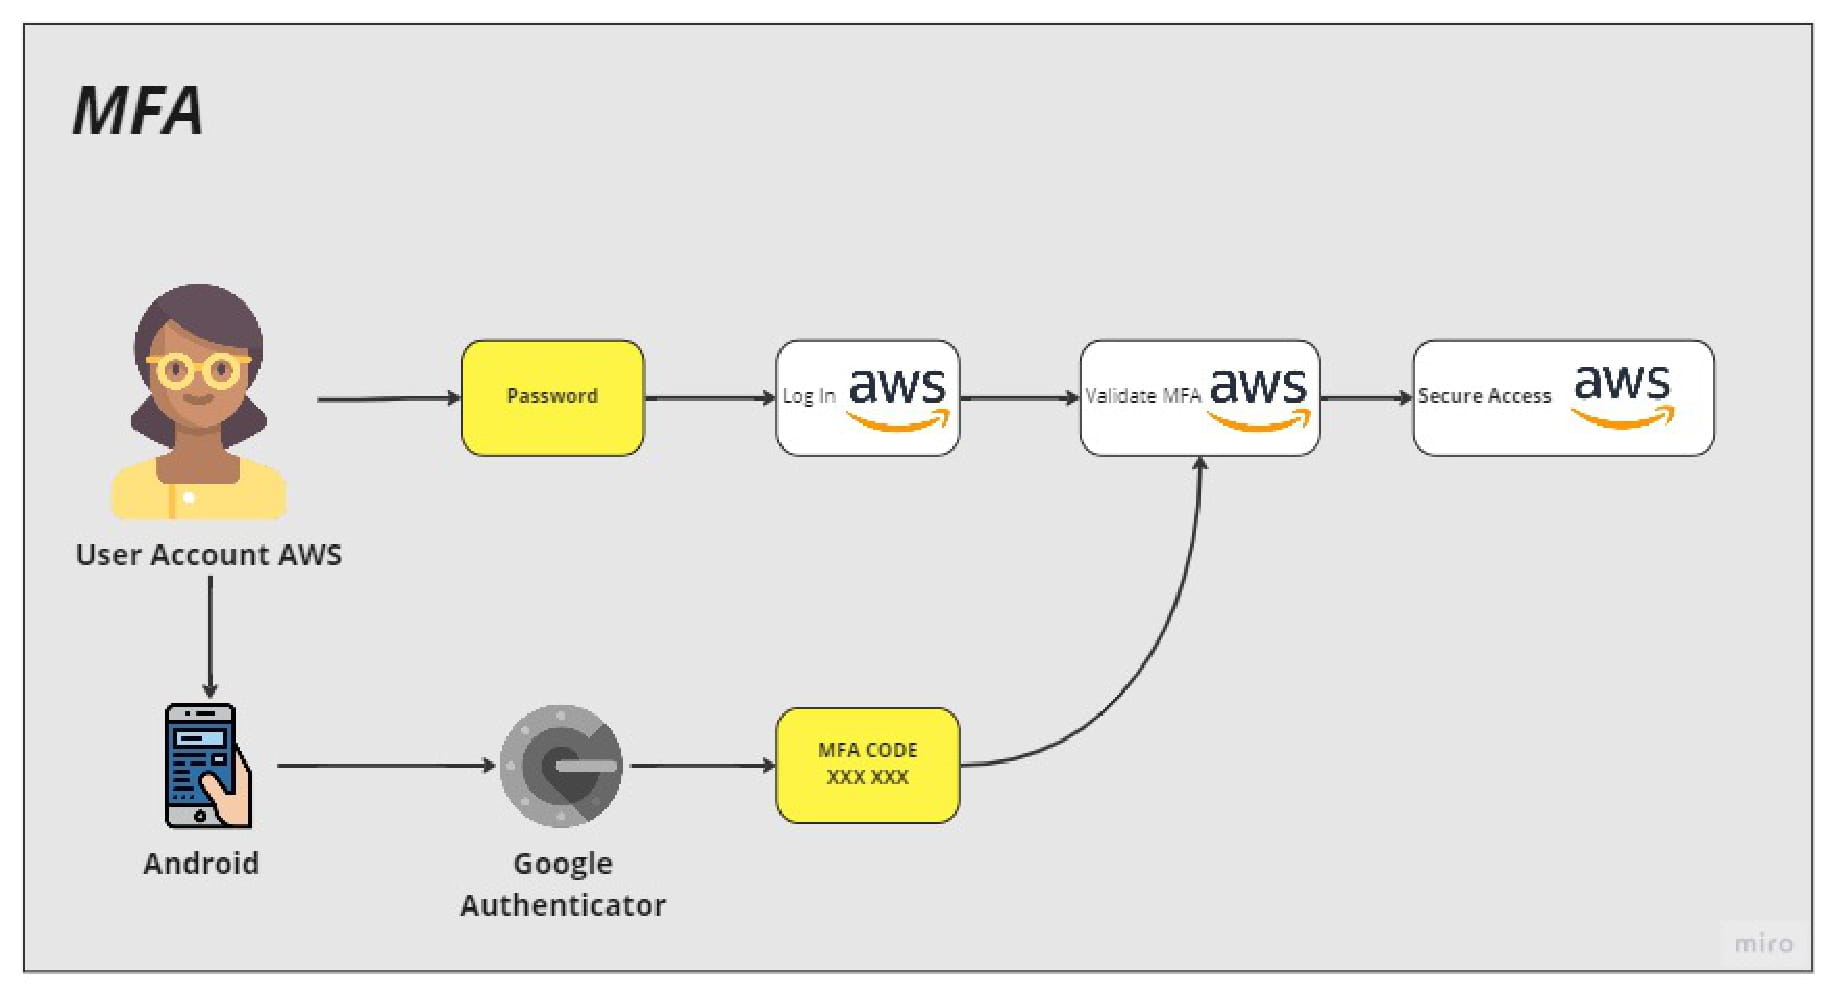 MFA
Password
Log In
aws
Validate MFA
aws
Secure Access
aws
User Account AWS
MFA CODE
XXX XXX
Android
Google
Authenticator
miro